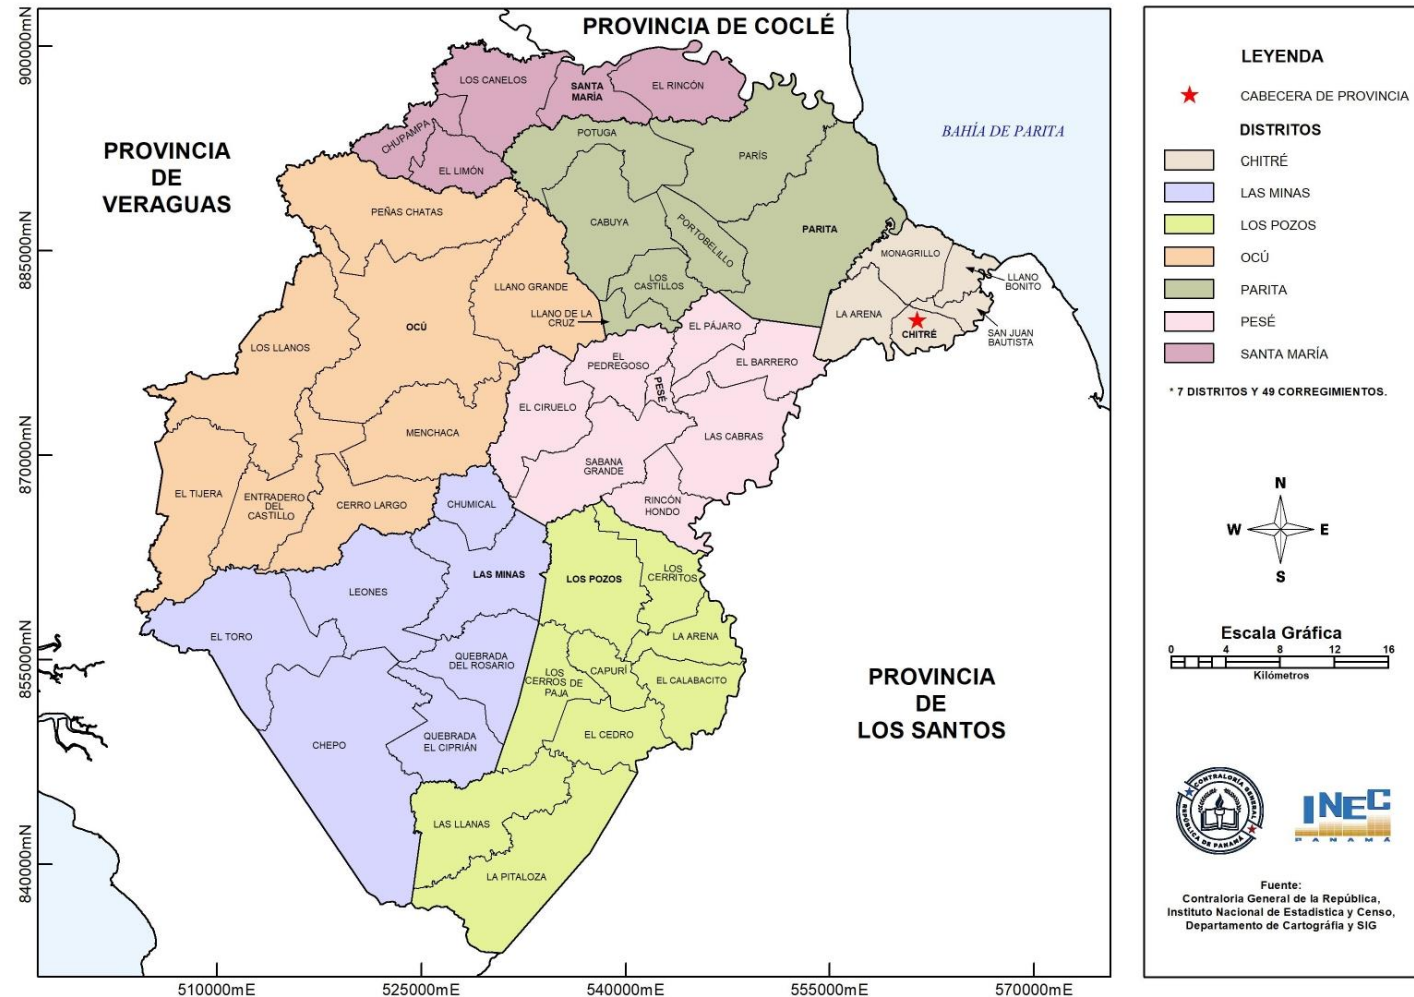 PROVINCIA DE COCLÉ
PROVINCIA
DE
VERAGUAS
BAHÍA DE PARITA
PROVINCIA
DE
LOS SANTOS
LOS CANELOS
SANTA
MARÍA
EL RINCÓN
CHUPAMPA
EL LIMÓN
POTUGA
PARÍS
PEÑAS CHATAS
CABUYA
PORTOBELILLO
PARITA
MONAGRILLO
LLANO
BONITO
LLANO GRANDE
LOS
CASTILLOS
LLANO DE LA
CRUZ
LA ARENA
CHITRÉ
SAN JUAN
BAUTISTA
OCÚ
LOS LLANOS
EL PÁJARO
EL
PEDREGOSO
PESÉ
EL BARRERO
EL CIRUELO
MENCHACA
LAS CABRAS
SABANA
GRANDE
RINCÓN
HONDO
EL TIJERA
ENTRADERO
DEL
CASTILLO
CERRO LARGO
CHUMICAL
LAS MINAS
LEONES
LOS POZOS
LOS
CERRITOS
EL TORO
QUEBRADA
DEL ROSARIO
LA ARENA
LOS
CERROS DE
PAJA
CAPURÍ
EL CALABACITO
CHEPO
QUEBRADA
EL CIPRIÁN
EL CEDRO
LAS LLANAS
LA PITALOZA
900000mN
885000mN
870000mN
855000mN
840000mN
510000mE
525000mE
540000mE
555000mE
570000mE
LEYENDA
CABECERA DE PROVINCIA
DISTRITOS
CHITRÉ
LAS MINAS
LOS POZOS
OCÚ
PARITA
PESÉ
SANTA MARÍA
* 7 DISTRITOS Y 49 CORREGIMIENTOS.
N
W E
S
Escala Gráfica
0 4 8 12 16
Kilómetros
CONTRALORÍA GENERAL
REPÚBLICA DE PANAMÁ
INEC
PANAMÁ
Fuente:
Contraloria General de la República,
Instituto Nacional de Estadistica y Censo,
Departamento de Cartográfia y SIG